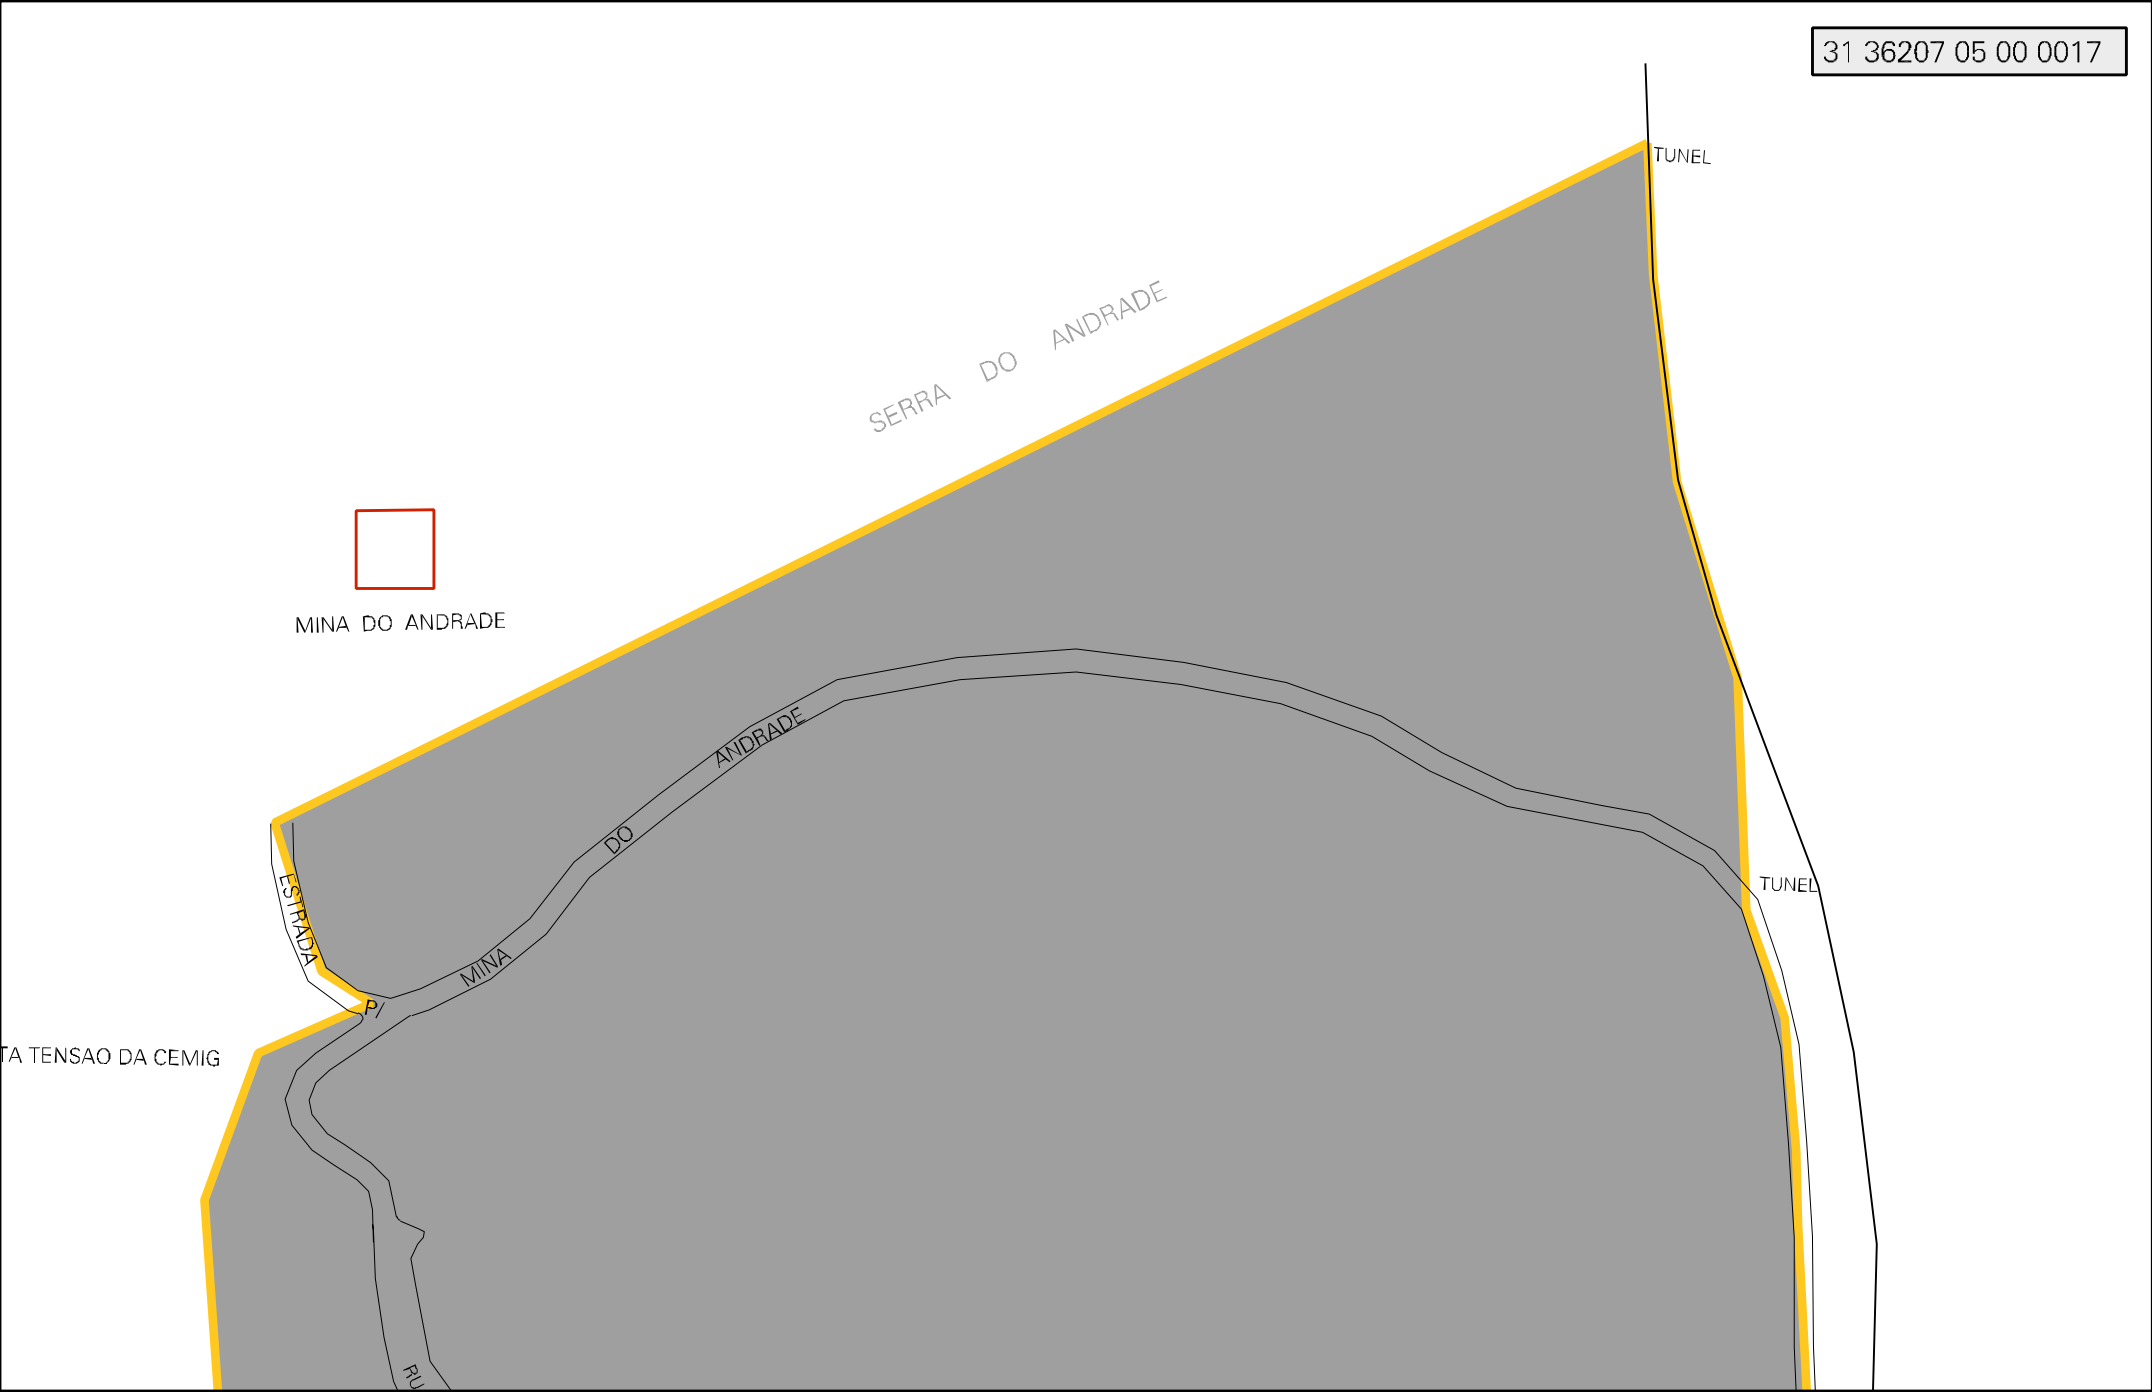 31 36207 05 00 0017
TUNEL
SERRA DO ANDRADE
MINA DO ANDRADE
ESTRADA P/ MINA DO ANDRADE
TUNEL
TA TENSAO DA CEMIG
RU